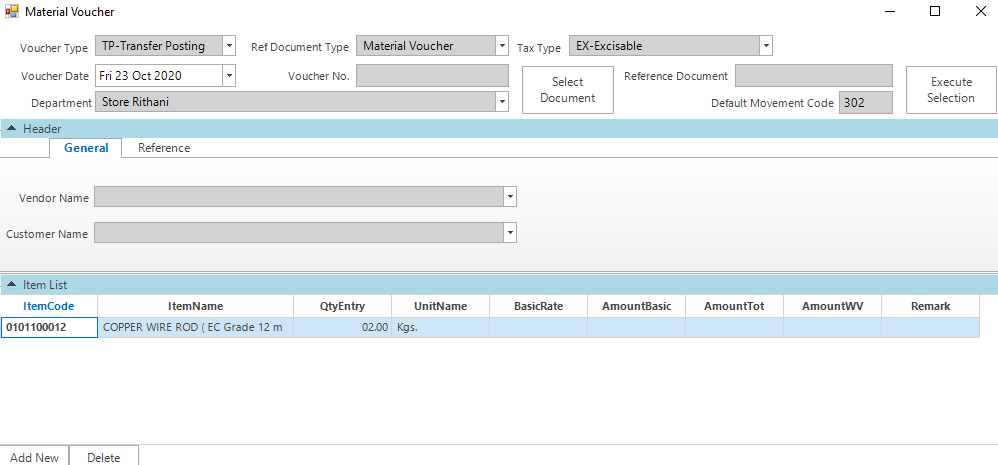 Material Voucher
Voucher Type TP-Transfer Posting Ref Document Type Material Voucher Tax Type EX-Excisable
Voucher Date Fri 23 Oct 2020 Voucher No. Select Document Reference Document Execute Selection
Department Store Rithani Default Movement Code 302
Header
General Reference
Vendor Name
Customer Name
Item List
ItemCode ItemName QtyEntry UnitName BasicRate AmountBasic AmountTot AmountWV Remark
0101100012 COPPER WIRE ROD ( EC Grade 12 m 02.00 Kgs.
Add New Delete